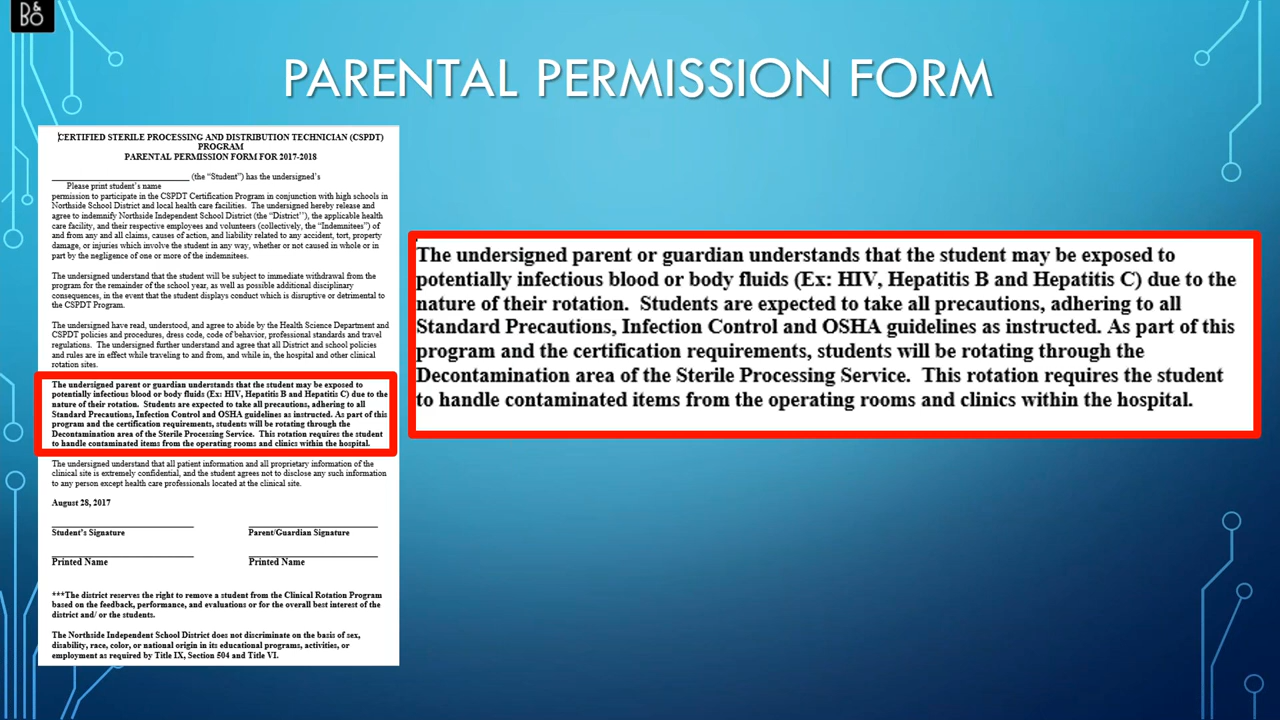 B&O
PARENTAL PERMISSION FORM
CERTIFIED STERILE PROCESSING AND DISTRIBUTION TECHNICIAN (CSPDT)
PROGRAM
PARENTAL PERMISSION FORM FOR 2017-2018
(the “Student”) has the undersigned’s
Please print student’s name
permission to participate in the CSPDT Certification Program in conjunction with high schools in
Northside School District and local health care facilities. The undersigned hereby release and
agree to indemnify Northside Independent School District (the “District’’), the applicable health
care facility, and their respective employees and volunteers (collectively, the “Indemnitees”) of
and from any and all claims, causes of action, and liability related to any accident, tort, property
damage, or injuries which involve the student in any way, whether or not caused in whole or in
part by the negligence of one or more of the indemnitees.
The undersigned understand that the student will be subject to immediate withdrawal from the
program for the remainder of the school year, as well as possible additional disciplinary
consequences, in the event that the student displays conduct which is disruptive or detrimental to
the CSPDT Program.
The undersigned have read, understood, and agree to abide by the Health Science Department and
CSPDT policies and procedures, dress code, code of behavior, professional standards and travel
regulations. The undersigned further understand and agree that all District and school policies
and rules are in effect while traveling to and from, and while in, the hospital and other clinical
rotation sites.
The undersigned parent or guardian understands that the student may be exposed to
potentially infectious blood or body fluids (Ex: HIV, Hepatitis B and Hepatitis C) due to the
nature of their rotation. Students are expected to take all precautions, adhering to all
Standard Precautions, Infection Control and OSHA guidelines as instructed. As part of this
program and the certification requirements, students will be rotating through the
Decontamination area of the Sterile Processing Service. This rotation requires the student
to handle contaminated items from the operating rooms and clinics within the hospital.
The undersigned understand that all patient information and all proprietary information of the
clinical site is extremely confidential, and the student agrees not to disclose any such information
to any person except health care professionals located at the clinical site.
August 28, 2017
Student’s Signature Parent/Guardian Signature
Printed Name Printed Name
***The district reserves the right to remove a student from the Clinical Rotation Program
based on the feedback, performance, and evaluations or for the overall best interest of the
district and/ or the students.
The Northside Independent School District does not discriminate on the basis of sex,
disability, race, color, or national origin in its educational programs, activities, or
employment as required by Title IX, Section 504 and Title VI.
The undersigned parent or guardian understands that the student may be exposed to
potentially infectious blood or body fluids (Ex: HIV, Hepatitis B and Hepatitis C) due to the
nature of their rotation. Students are expected to take all precautions, adhering to all
Standard Precautions, Infection Control and OSHA guidelines as instructed. As part of this
program and the certification requirements, students will be rotating through the
Decontamination area of the Sterile Processing Service. This rotation requires the student
to handle contaminated items from the operating rooms and clinics within the hospital.